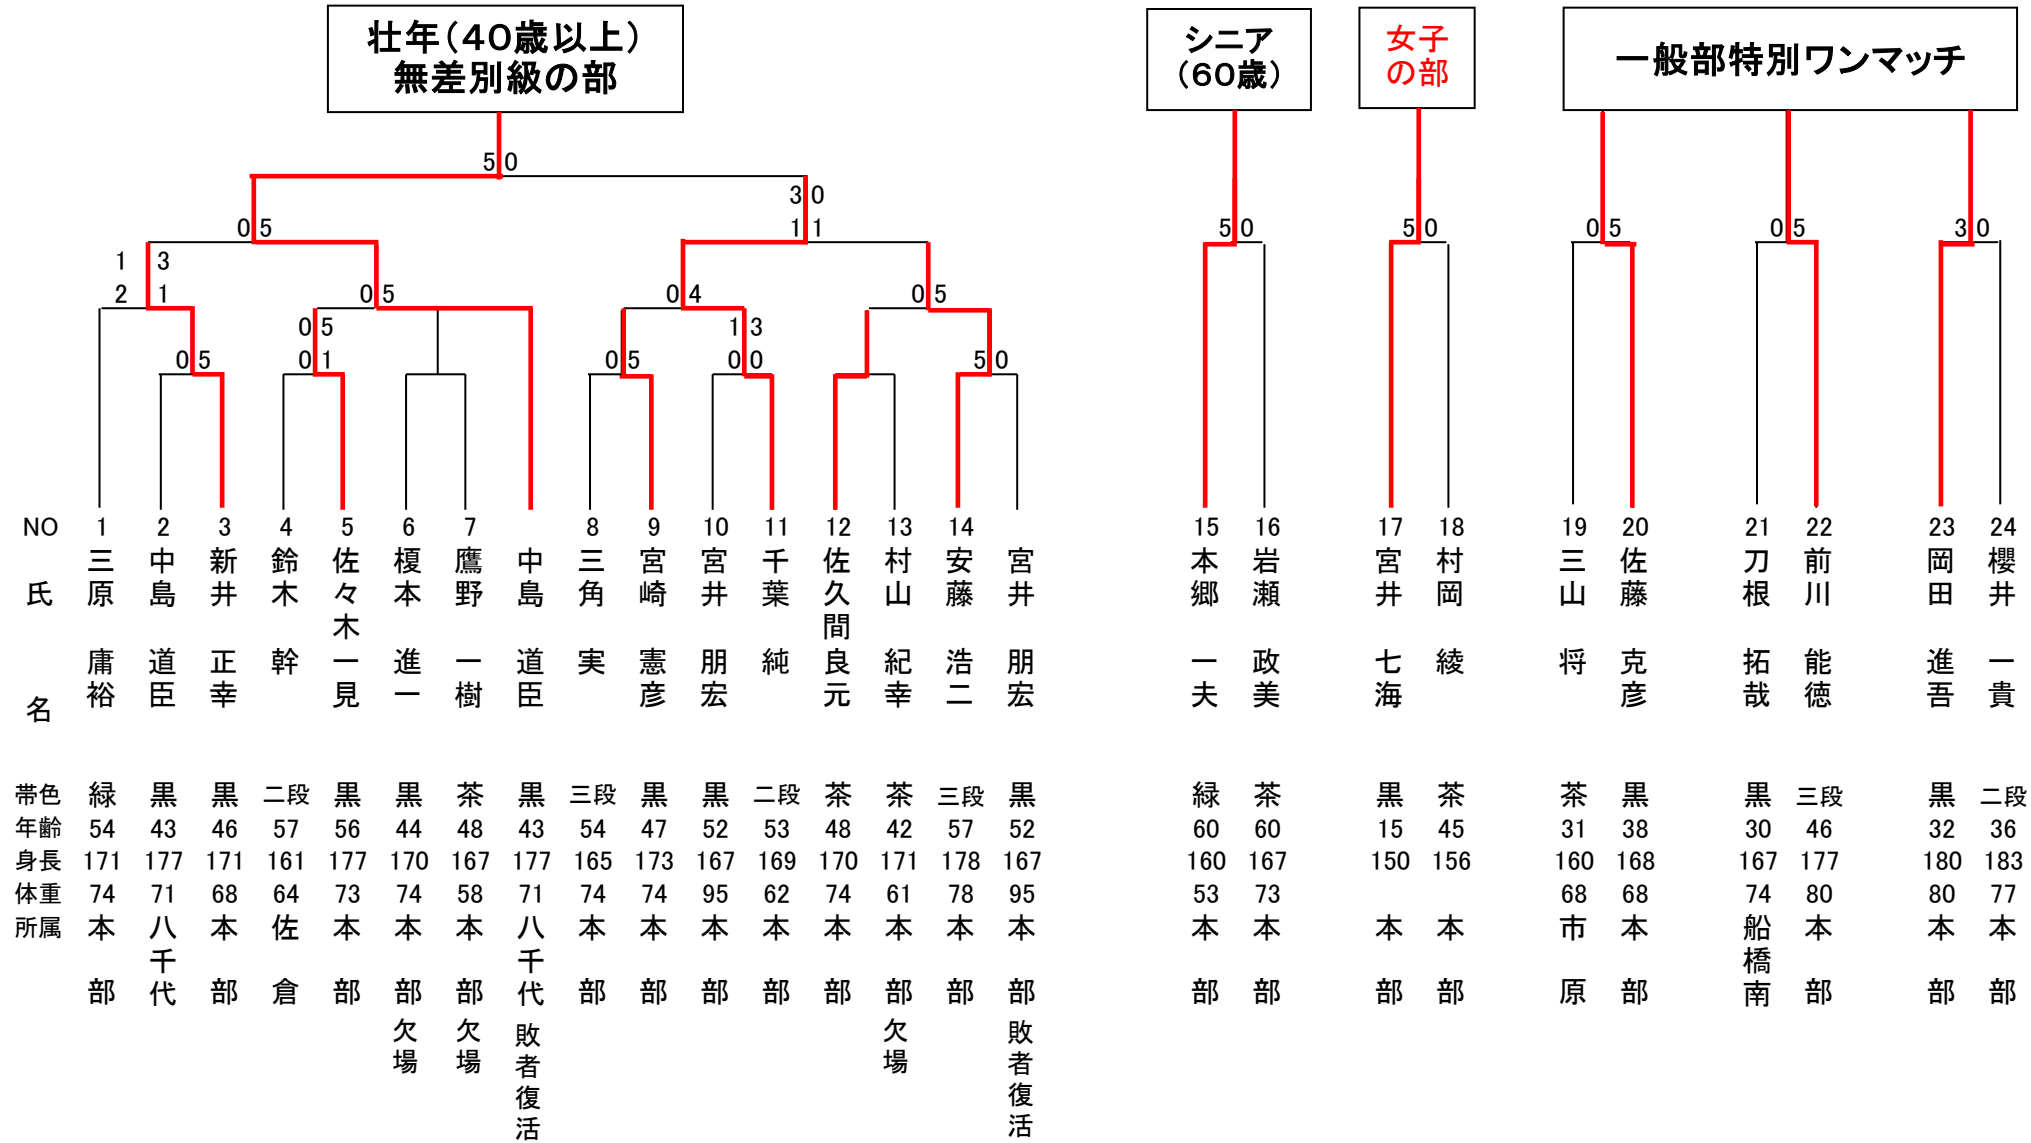 壮年（４０歳以上）
無差別級の部
シニア
（６０歳）
女子
の部
一般部特別ワンマッチ
5 0
3 0
0 5 1 1 5 0 5 0 0 5 0 5 3 0
1 3
2 1 0 5 0 4 0 5
0 5 1 3
0 5 0 1 0 5 0 0 5 0
NO 1 2 3 4 5 6 7 8 9 10 11 12 13 14 15 16 17 18 19 20 21 22 23 24
氏名 三原 庸裕 中島 道臣 新井 正幸 鈴木 幹 佐々木 一見 榎本 進一 鷹野 一樹 中島 道臣 三角 実 宮崎 憲彦 宮井 朋宏 千葉 純 佐久間 良元 村山 紀幸 安藤 浩二 宮井 朋宏 本郷 一夫 岩瀬 政美 宮井 七海 村岡 綾 三山 将 佐藤 克彦 刀根 拓哉 前川 能徳 岡田 進吾 櫻井 一貴
帯色 緑 黒 黒 二段 黒 黒 茶 黒 三段 黒 黒 二段 茶 茶 三段 黒 緑 茶 黒 茶 茶 黒 黒 三段 黒 二段
年齢 54 43 46 57 56 44 48 43 54 47 52 53 48 42 57 52 60 60 15 45 31 38 30 46 32 36
身長 171 177 171 161 177 170 167 177 165 173 167 169 170 171 178 167 160 167 150 156 160 168 167 177 180 183
体重 74 71 68 64 73 74 58 71 74 74 95 62 74 61 78 95 53 73 68 68 74 80 80 77
所属 本部 八千代 本部 佐倉 本部 本部 本部 八千代 本部 本部 本部 本部 本部 本部 本部 本部 本部 本部 本部 本部 市原 本部 船橋南 本部 本部 本部
欠場 欠場 敗者復活 欠場 敗者復活